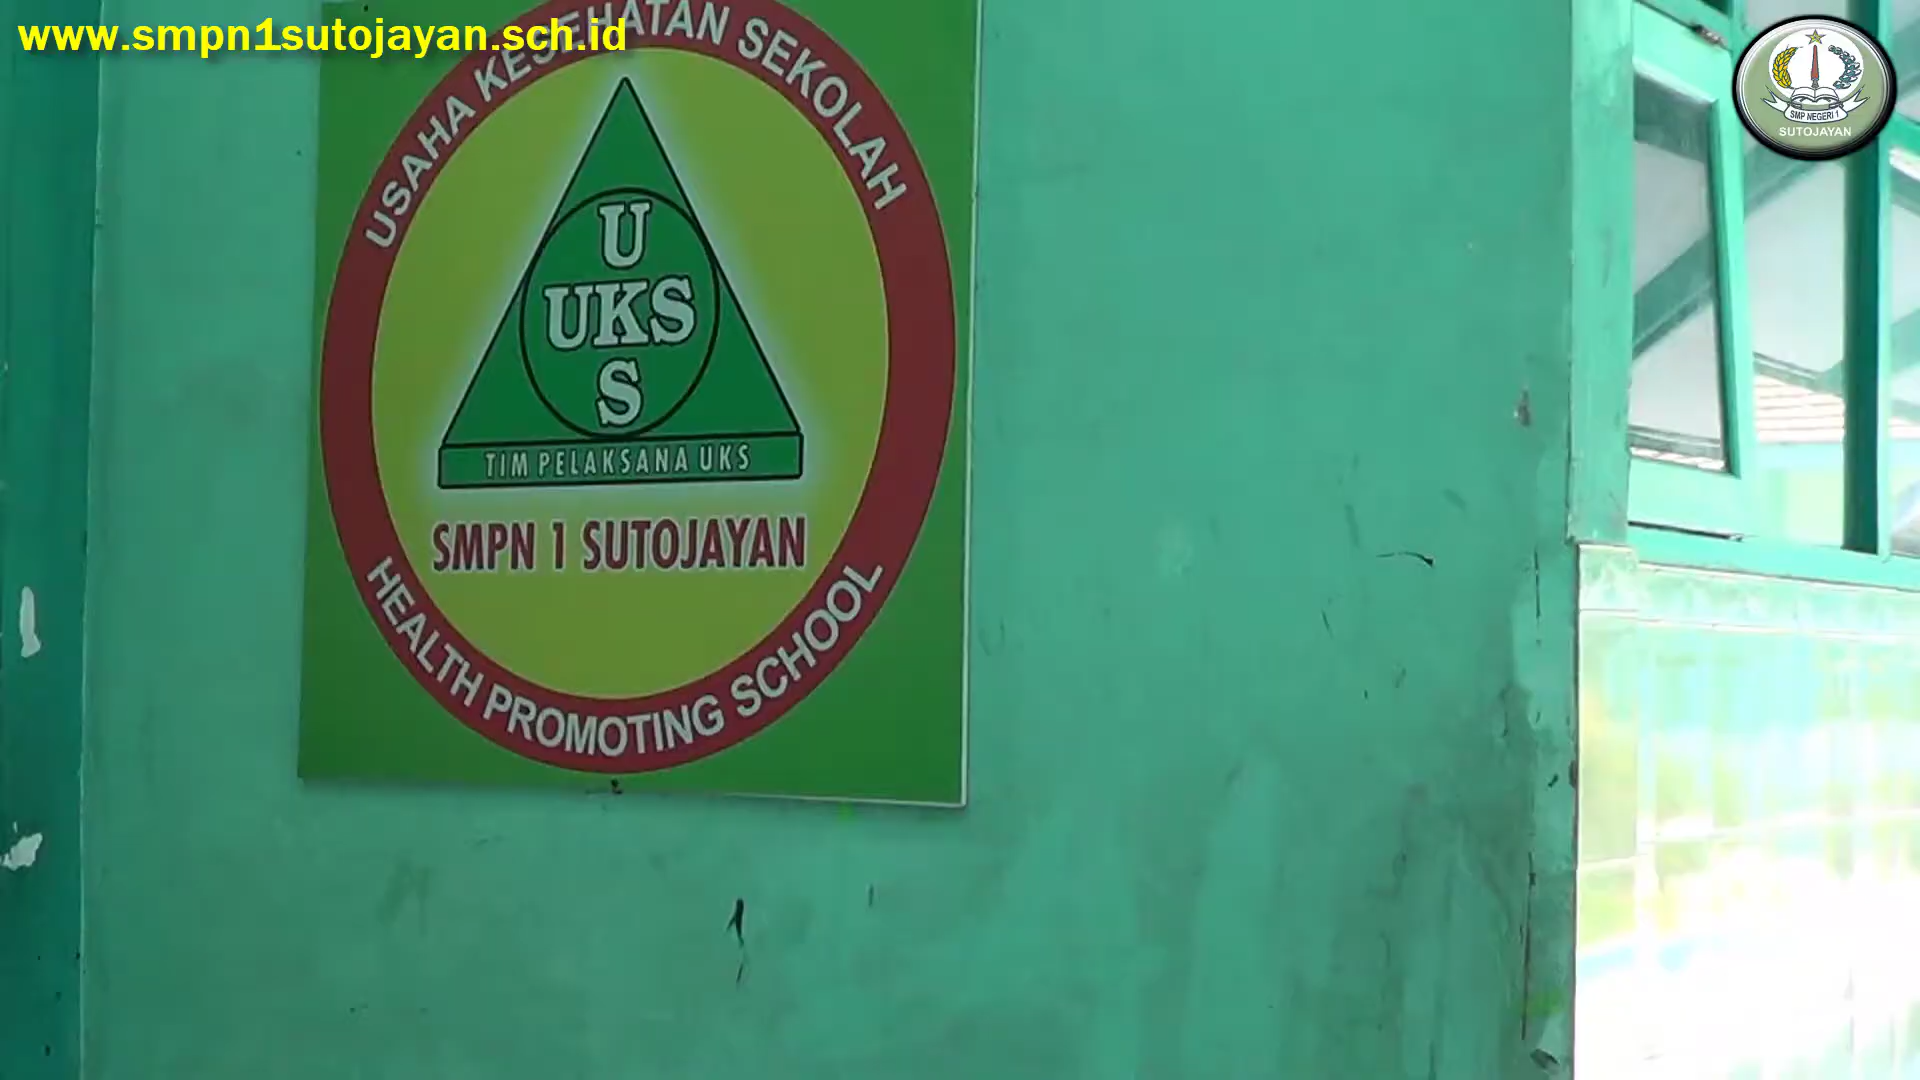 www.smpn1sutojayan.sch.id
USAHA KESEHATAN SEKOLAH
U
UKS
S
TIM PELAKSANA UKS
SMPN 1 SUTOJAYAN
HEALTH PROMOTING SCHOOL
SMP NEGERI 1
SUTOJAYAN